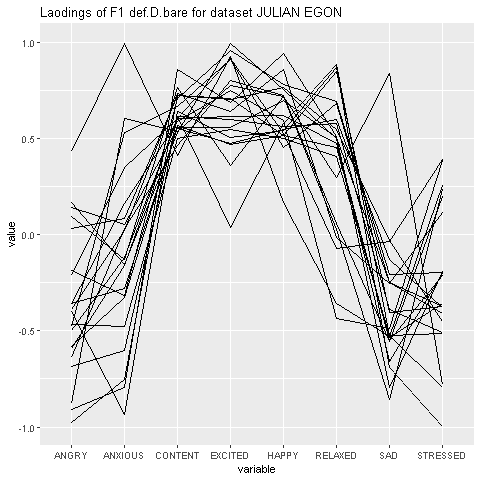 Laodings of F1 def.D.bare for dataset JULIAN EGON
1.0
0.5
0.0
-0.5
-1.0
value
ANGRY ANXIOUS CONTENT EXCITED HAPPY RELAXED SAD STRESSED
variable